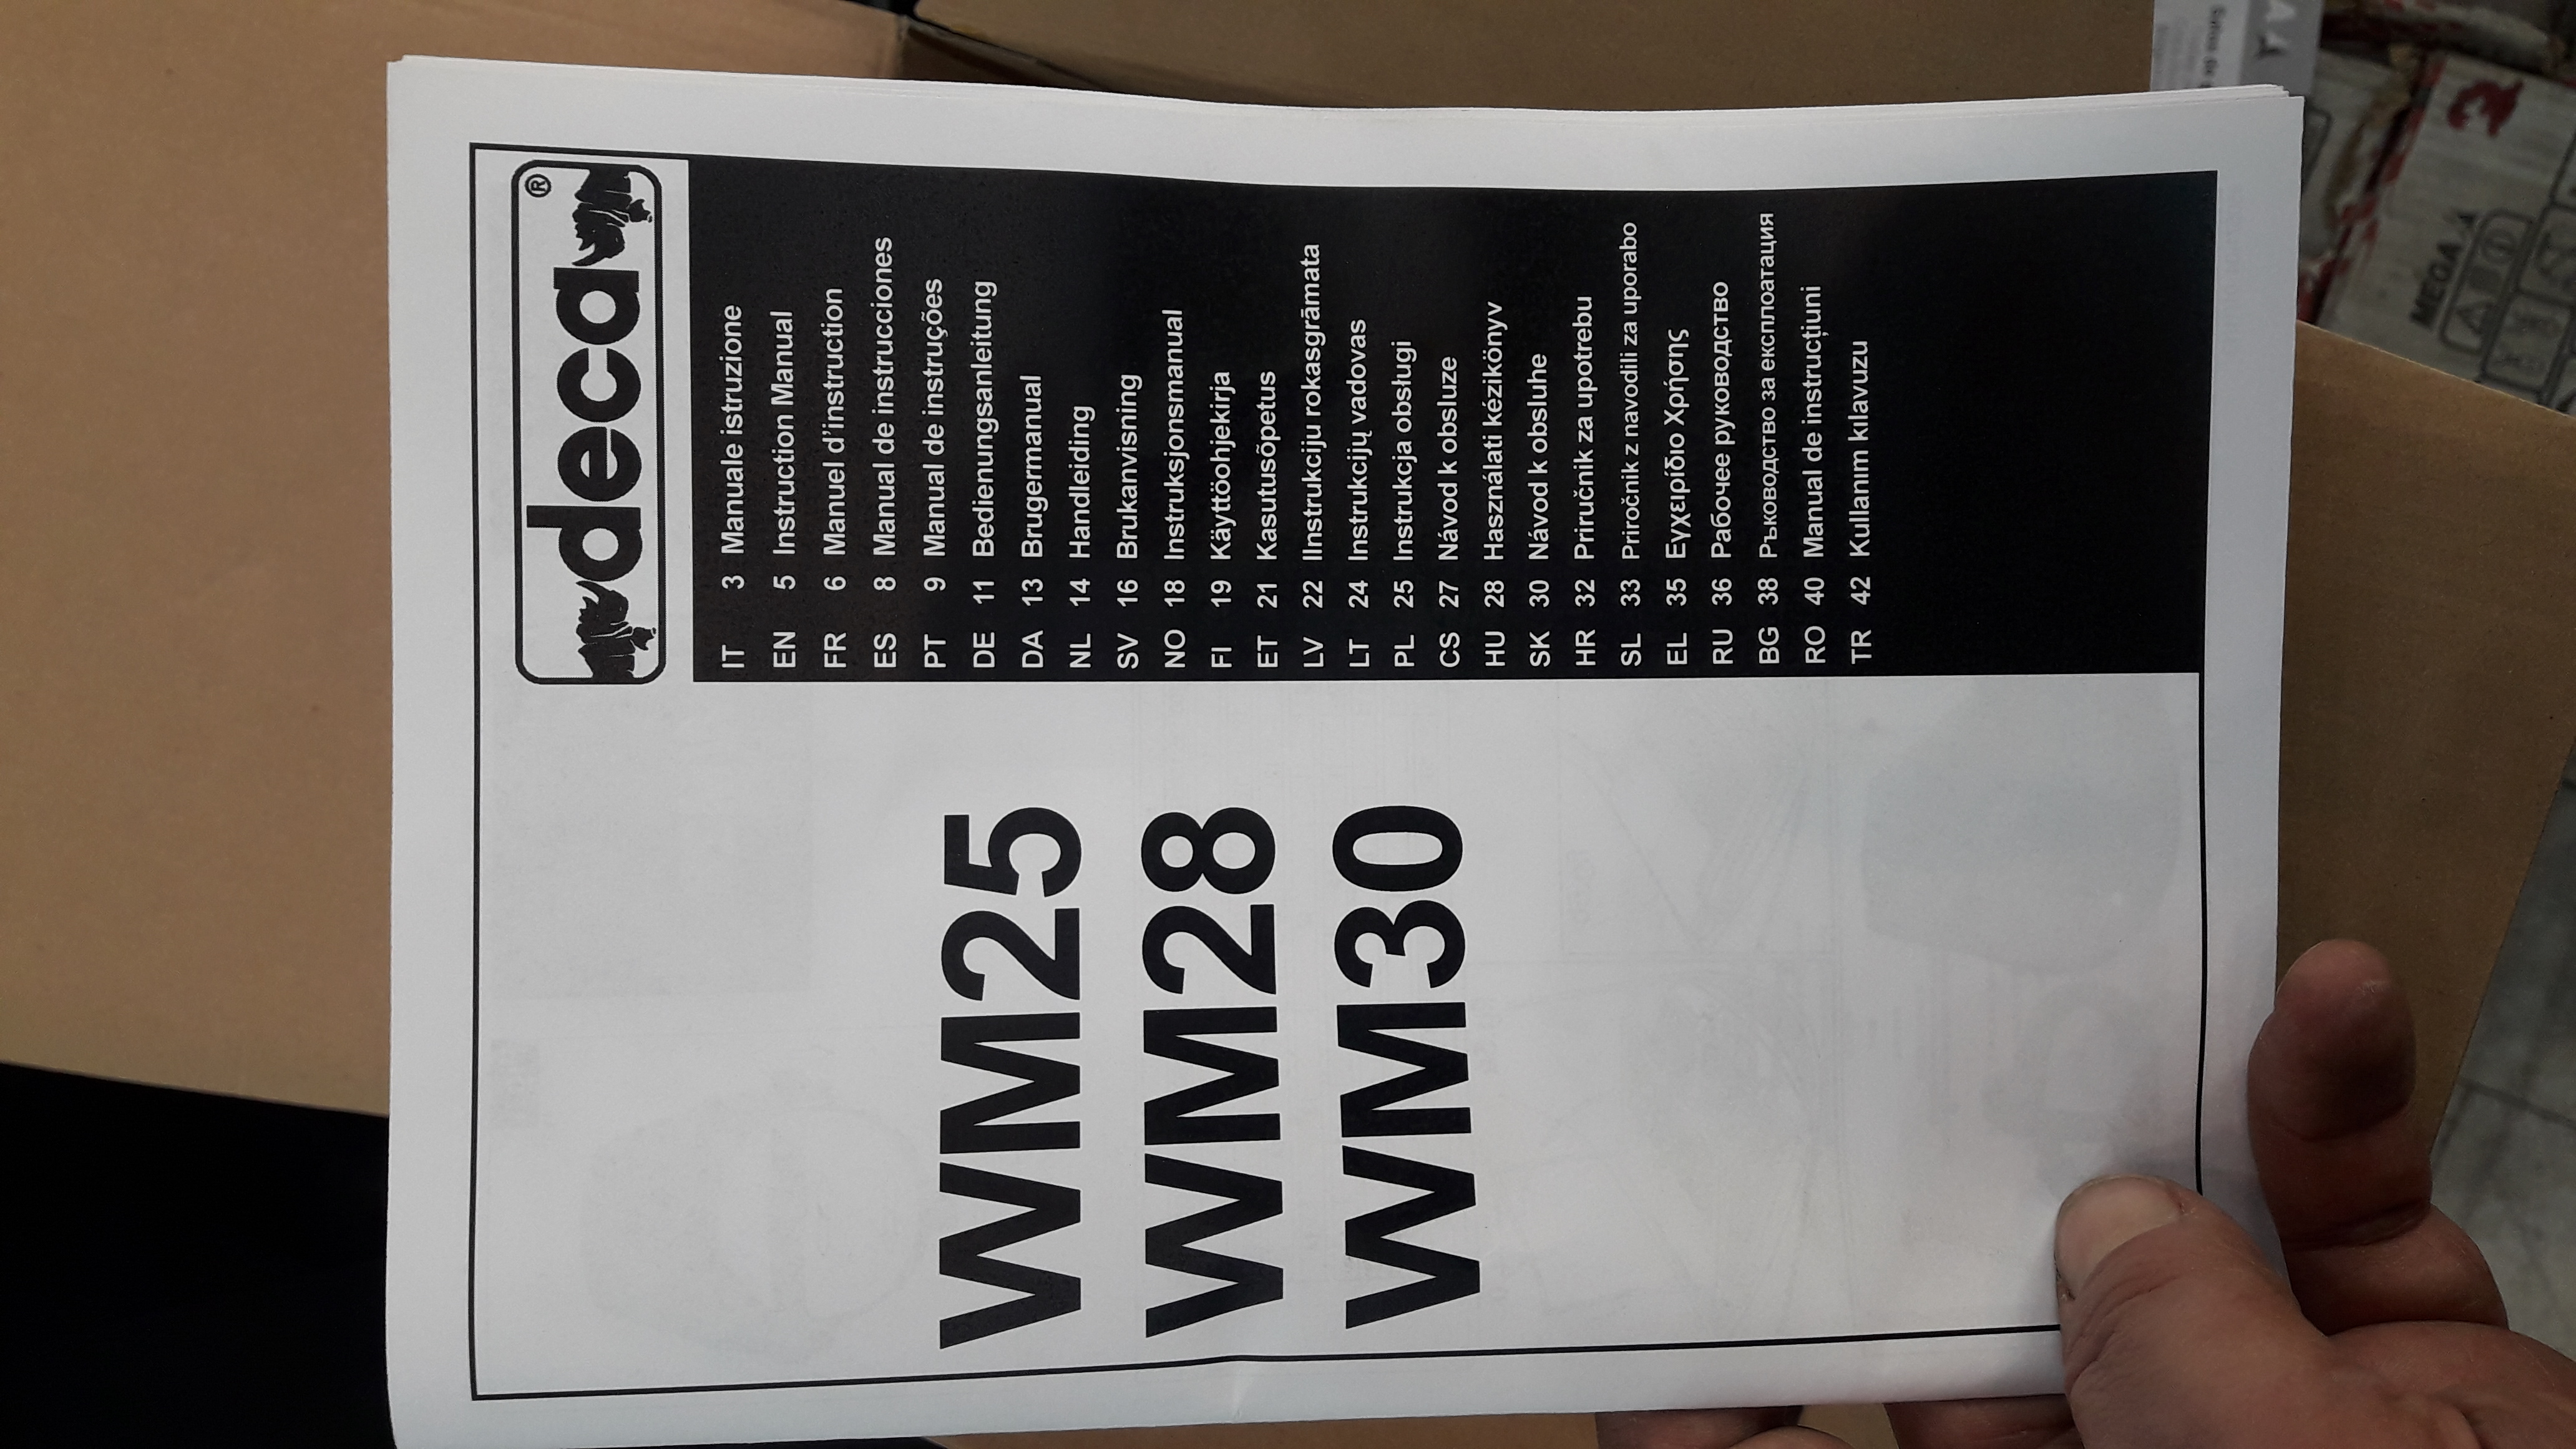 deca®
IT 3 Manuale istruzione
EN 5 Instruction Manual
FR 6 Manuel d'instruction
ES 8 Manual de instrucciones
PT 9 Manual de instruções
DE 11 Bedienungsanleitung
DA 13 Brugermanual
NL 14 Handleiding
SV 16 Brukanvisning
NO 18 Instruksjonsmanual
FI 19 Käyttöohjekirja
ET 21 Kasutusõpetus
LV 22 IInstrukciju rokasgrāmata
LT 24 Instrukcijų vadovas
PL 25 Instrukcja obsługi
CS 27 Návod k obsluze
HU 28 Használati kézikönyv
SK 30 Návod k obsluhe
HR 32 Priručnik za upotrebu
SL 33 Priročnik z navodili za uporabo
EL 35 Εγχειρίδιο Χρήσης
RU 36 Рабочее руководство
BG 38 Ръководство за експлоатация
RO 40 Manual de instrucțiuni
TR 42 Kullanım kılavuzu
WM25
WM28
WM30
MEGA